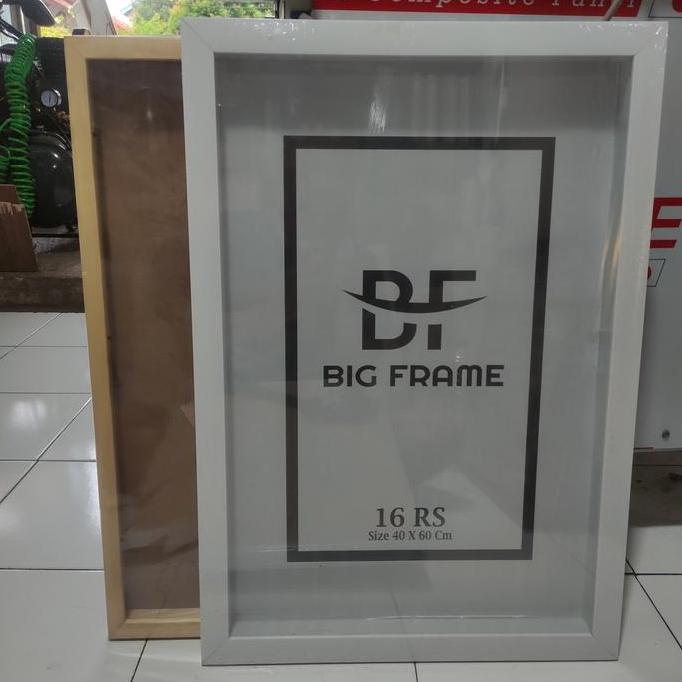 BF
BIG FRAME
16 RS
Size 40 X 60 Cm